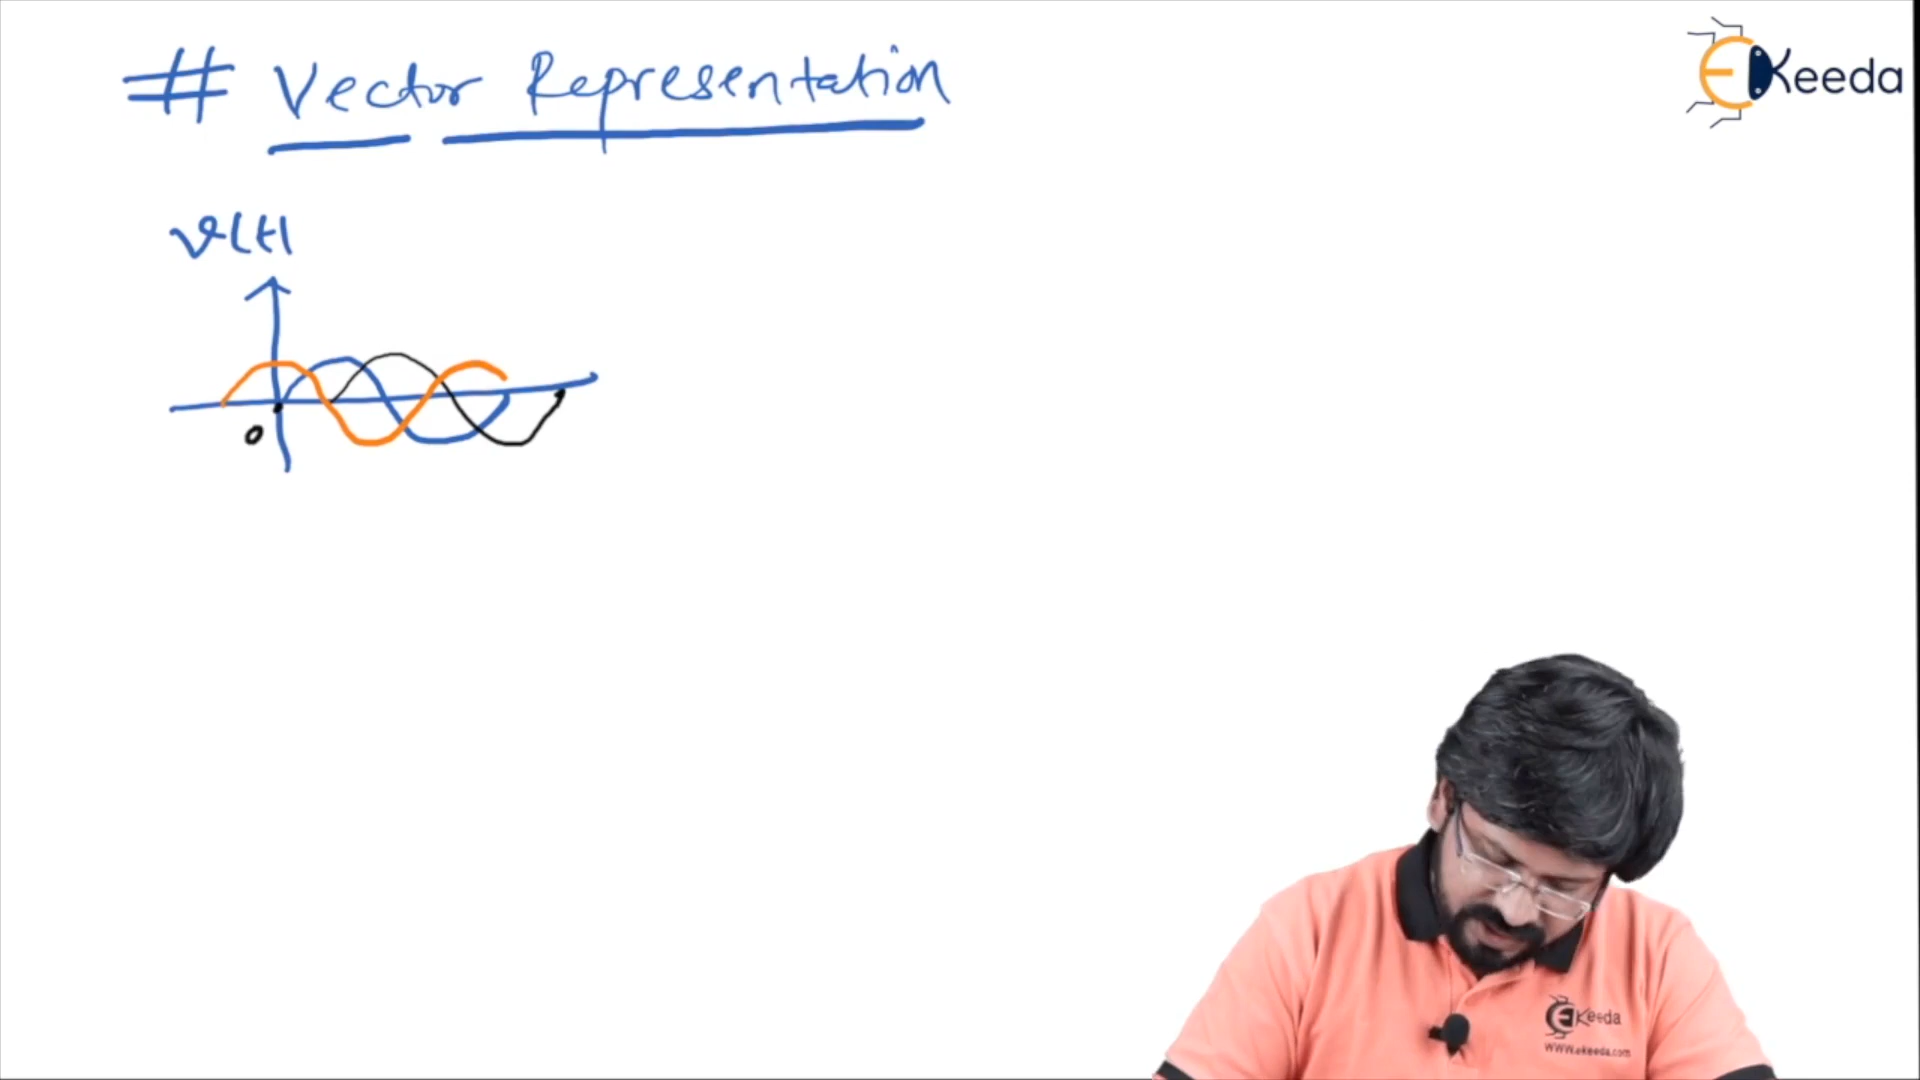 # Vector Representation
EKeeda
v(t)
0
EKeeda
www.ekeeda.com